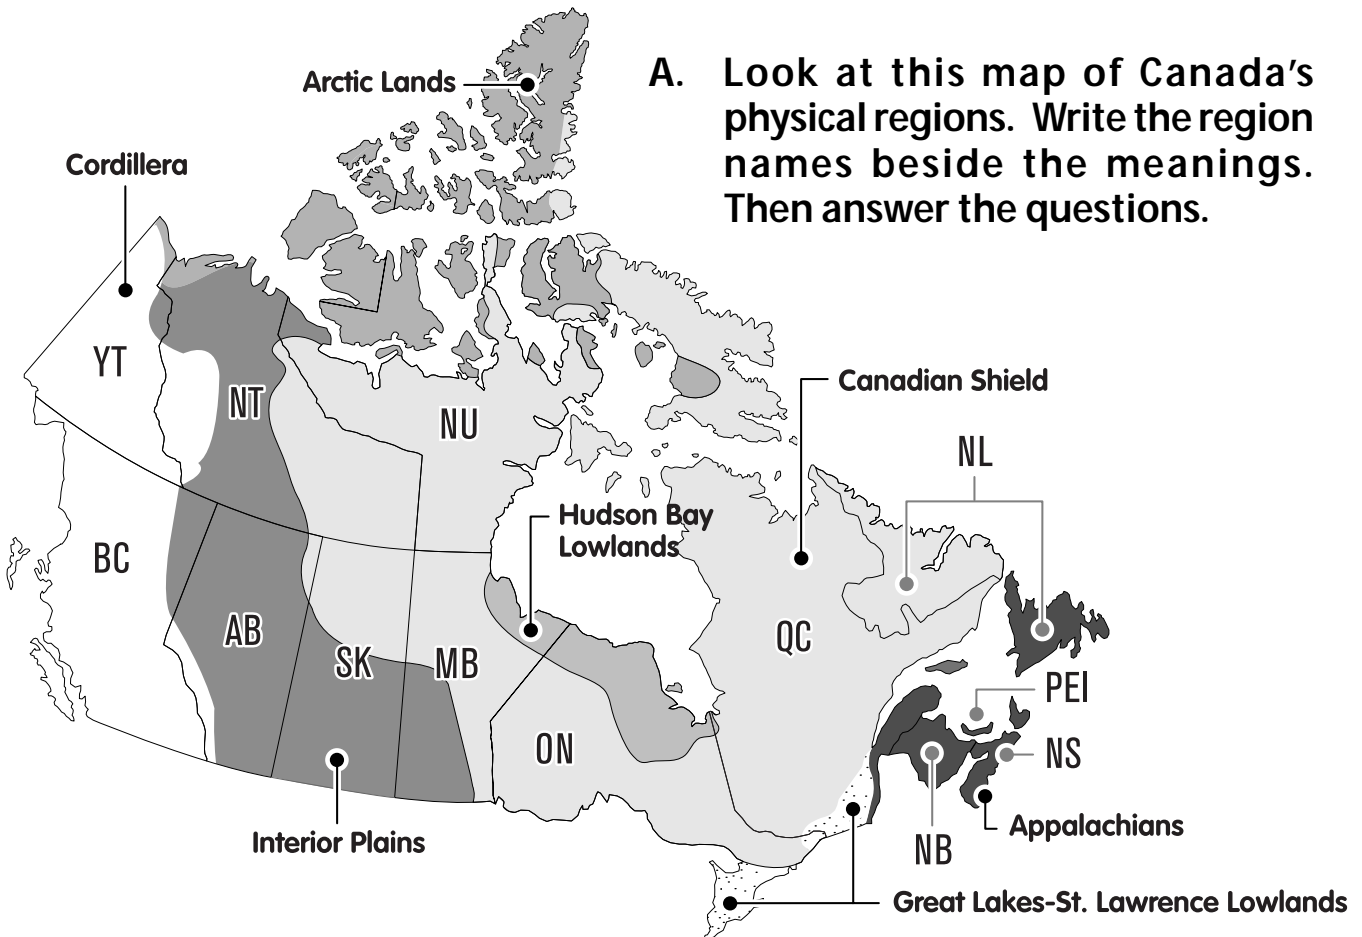 A. Look at this map of Canada's
physical regions. Write the region
names beside the meanings.
Then answer the questions.
Arctic Lands
Cordillera
YT
NT
NU
Canadian Shield
NL
Hudson Bay
Lowlands
BC
AB
SK
MB
QC
ON
PEI
NS
NB
Appalachians
Interior Plains
Great Lakes-St. Lawrence Lowlands